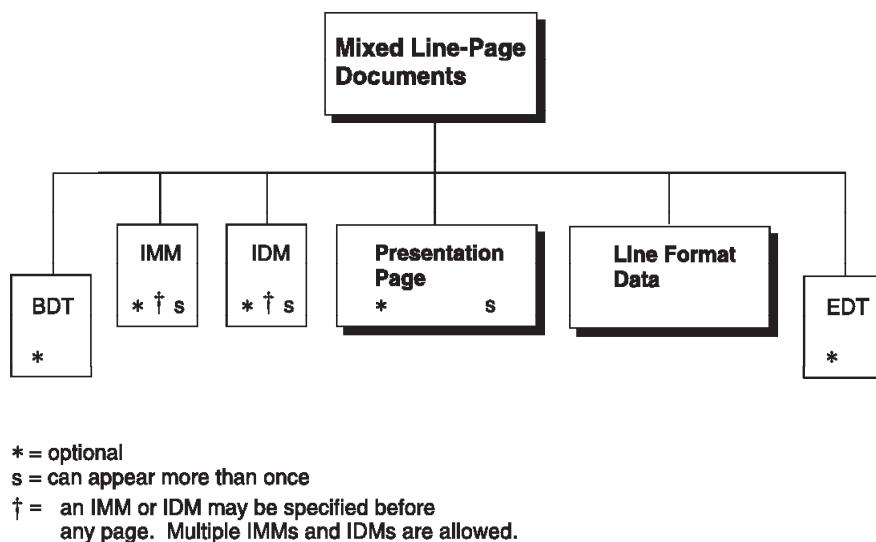 Mixed Line-Page
Documents
BDT
*
IMM
* † s
IDM
* † s
Presentation
Page
* s
LIne Format
Data
EDT
*
* = optional
s = can appear more than once
† = an IMM or IDM may be specified before
any page. Multiple IMMs and IDMs are allowed.